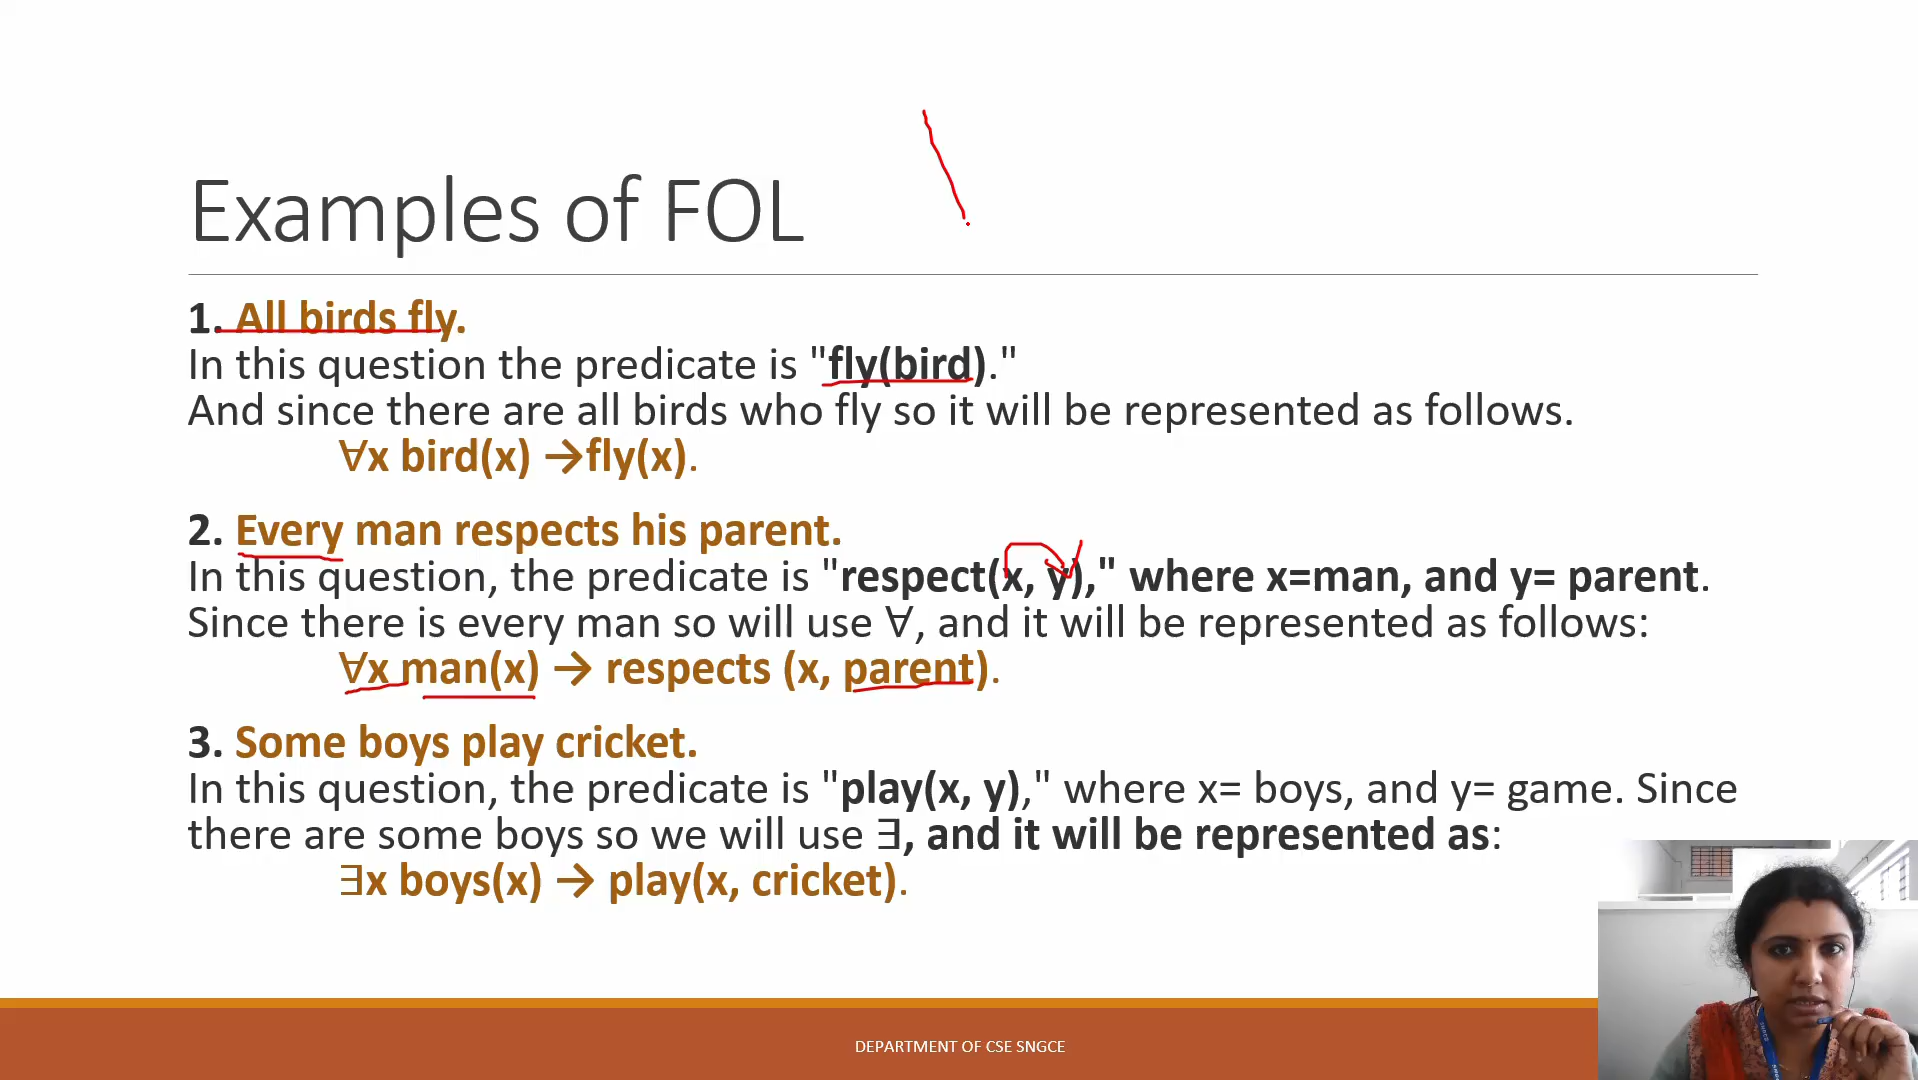 Examples of FOL
1. All birds fly.
In this question the predicate is "fly(bird)."
And since there are all birds who fly so it will be represented as follows.
∀x bird(x) →fly(x).
2. Every man respects his parent.
In this question, the predicate is "respect(x, y)," where x=man, and y= parent.
Since there is every man so will use ∀, and it will be represented as follows:
∀x man(x) → respects (x, parent).
3. Some boys play cricket.
In this question, the predicate is "play(x, y)," where x= boys, and y= game. Since
there are some boys so we will use ∃, and it will be represented as:
∃x boys(x) → play(x, cricket).
DEPARTMENT OF CSE SNGCE